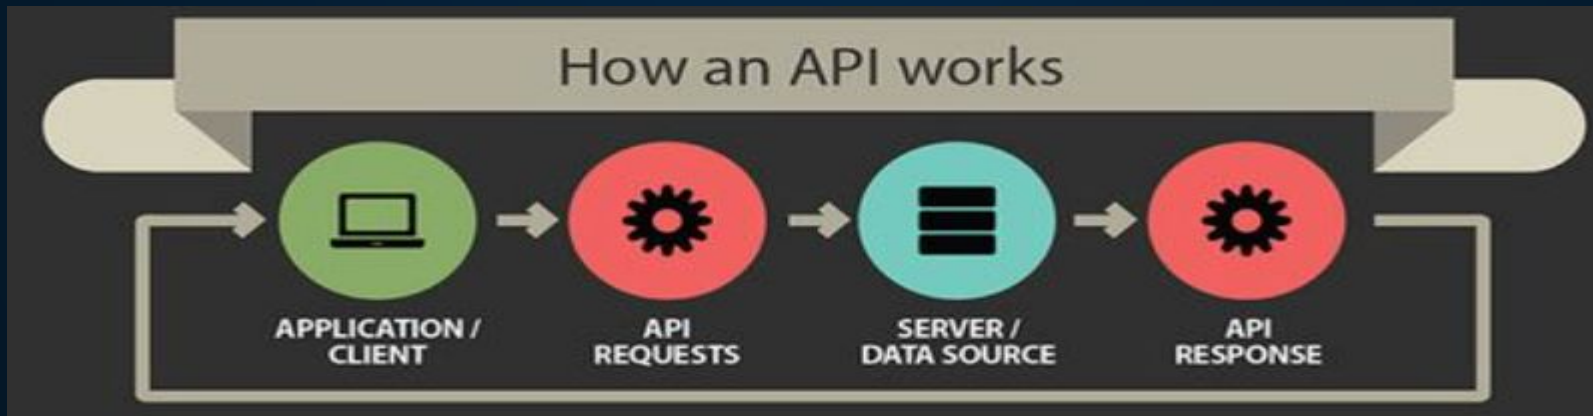 How an API works
APPLICATION /
CLIENT
API
REQUESTS
SERVER /
DATA SOURCE
API
RESPONSE